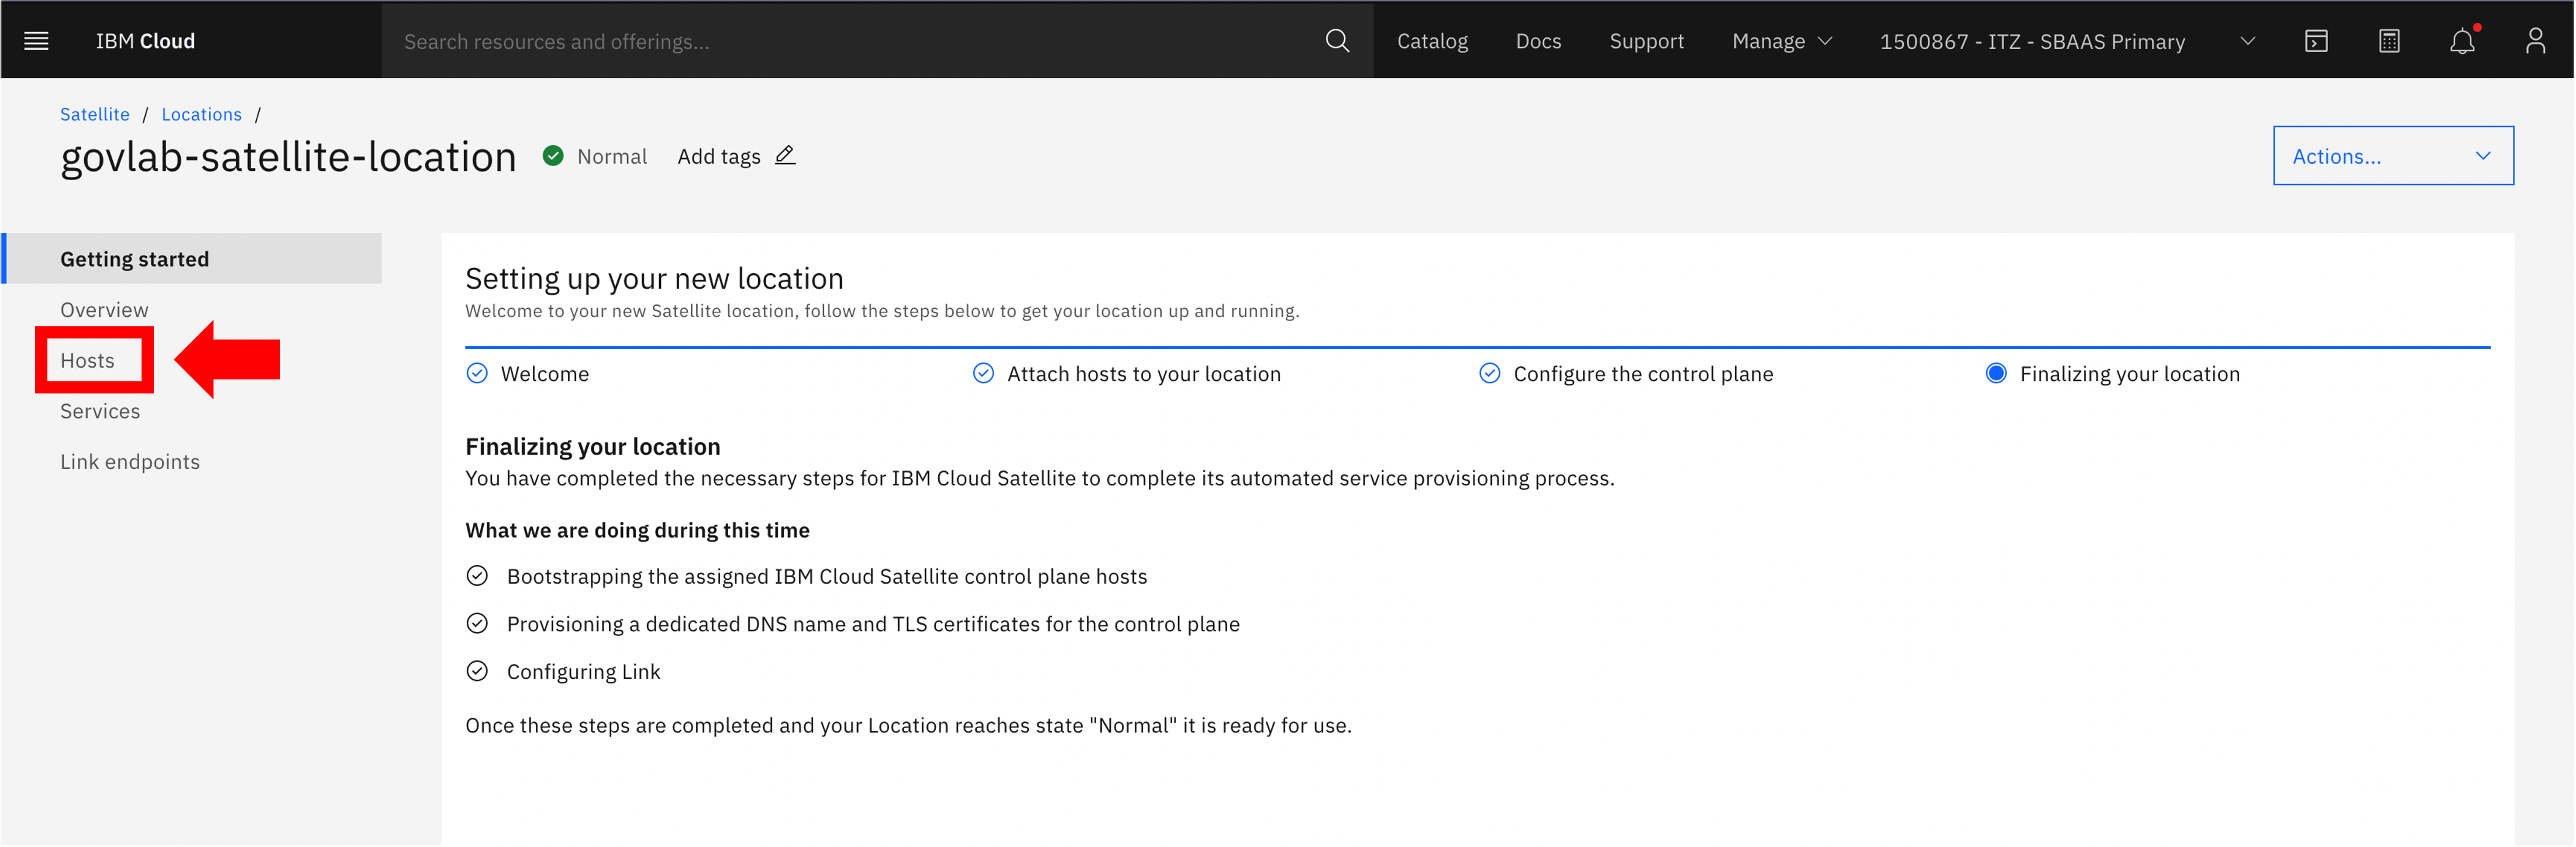 IBM Cloud
Search resources and offerings...
Catalog
Docs
Support
Manage
1500867 - ITZ - SBAAS Primary
Satellite / Locations /
govlab-satellite-location
Normal
Add tags
Actions...
Getting started
Overview
Hosts
Services
Link endpoints
Setting up your new location
Welcome to your new Satellite location, follow the steps below to get your location up and running.
Welcome
Attach hosts to your location
Configure the control plane
Finalizing your location
Finalizing your location
You have completed the necessary steps for IBM Cloud Satellite to complete its automated service provisioning process.
What we are doing during this time
Bootstrapping the assigned IBM Cloud Satellite control plane hosts
Provisioning a dedicated DNS name and TLS certificates for the control plane
Configuring Link
Once these steps are completed and your Location reaches state "Normal" it is ready for use.